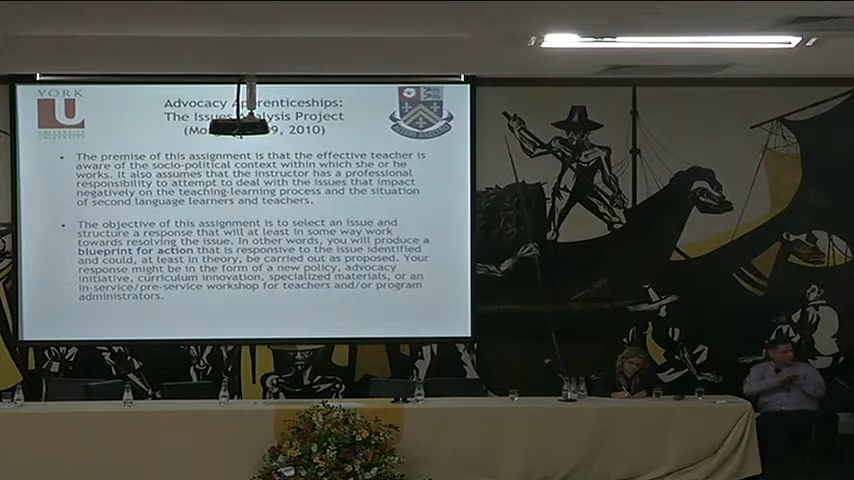 YORK
U
Advocacy Apprenticeships:
The Issues Analysis Project
2010)
• The premise of this assignment is that the effective teacher is
aware of the socio-political context within which she or he
works. It also assumes that the instructor has a professional
responsibility to attempt to deal with the issues that impact
negatively on the teaching-learning process and the situation
of second language learners and teachers.
• The objective of this assignment is to select an issue and
structure a response that will at least in some way work
towards resolving the issue. In other words, you will produce a
blueprint for action that is responsive to the issue identified
and could, at least in theory, be carried out as proposed. Your
response might be in the form of a new policy, advocacy
initiative, curriculum innovation, specialized materials, or an
in-service/pre-service workshop for teachers and/or program
administrators.